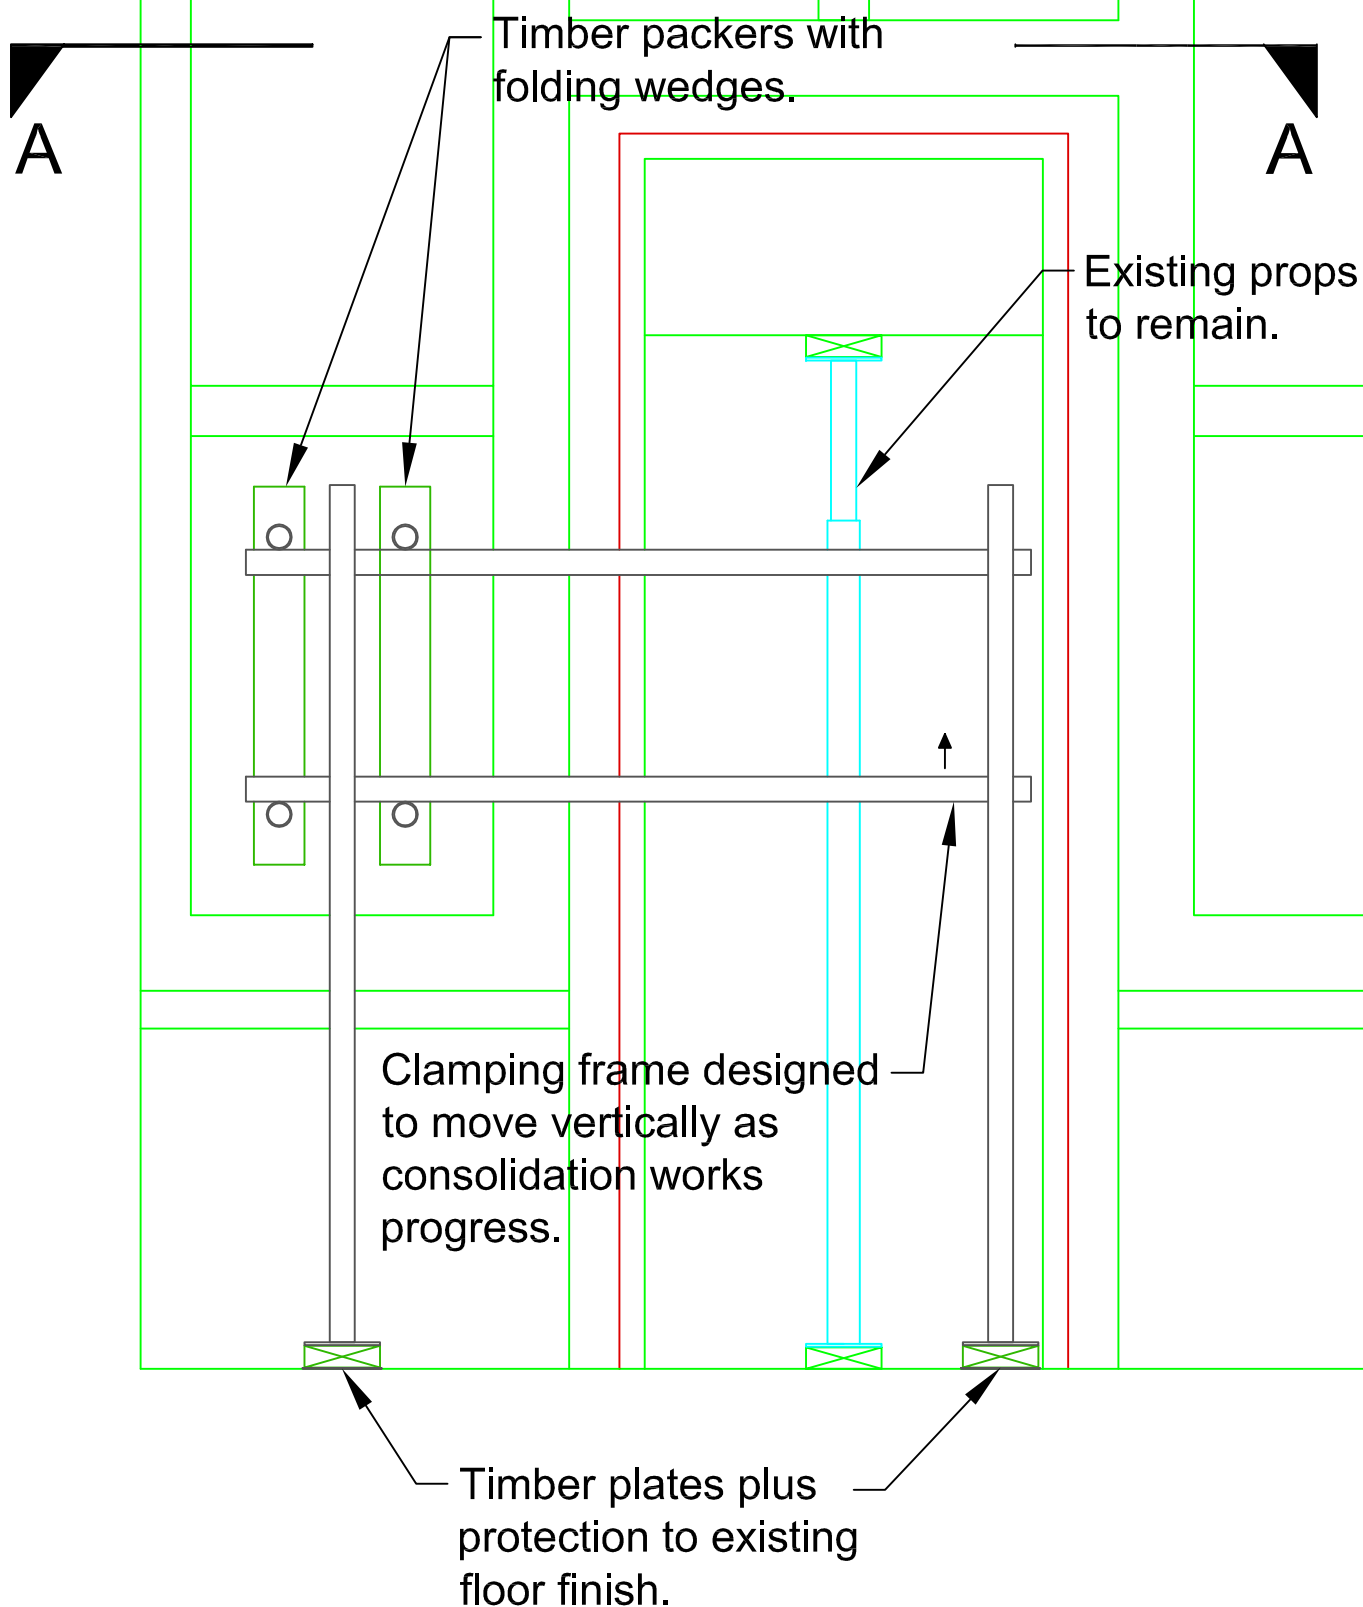 Timber packers with
folding wedges.
A
A
Existing props
to remain.
Clamping frame designed
to move vertically as
consolidation works
progress.
Timber plates plus
protection to existing
floor finish.